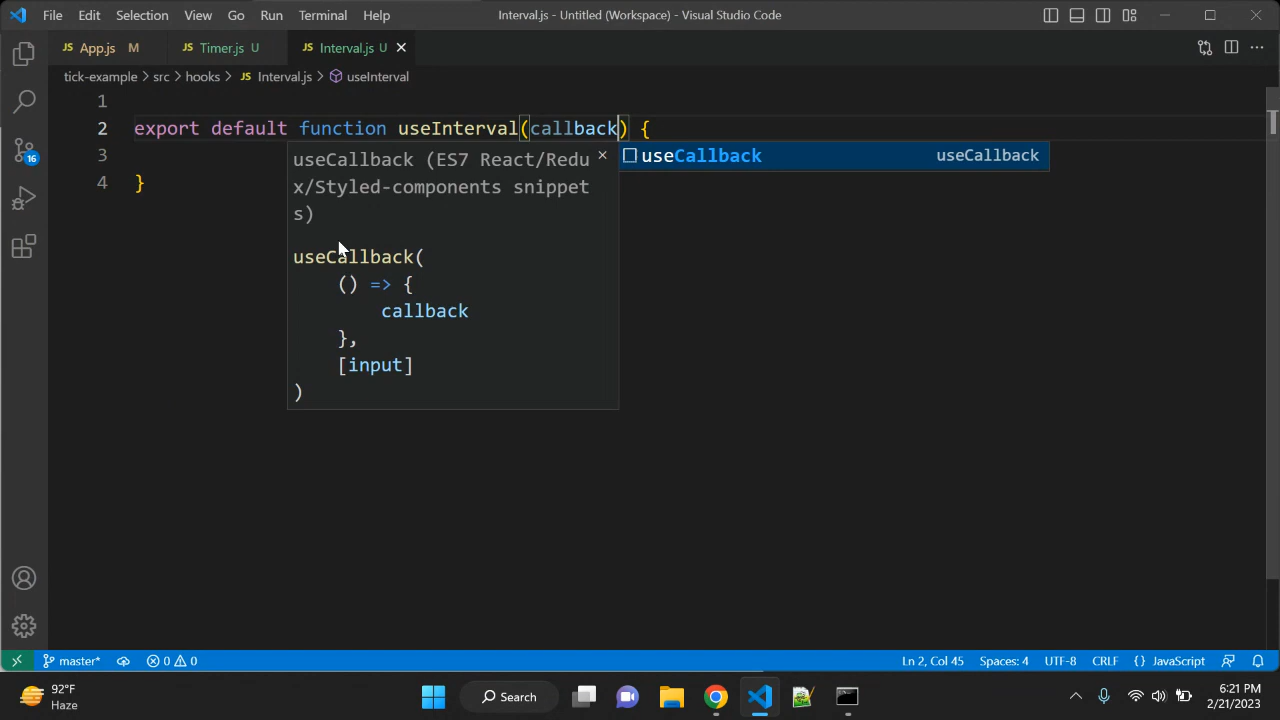 File Edit Selection View Go Run Terminal Help Interval.js - Untitled (Workspace) - Visual Studio Code
App.js M Timer.js U Interval.js U
tick-example > src > hooks > Interval.js > useInterval
1
2 export default function useInterval(callback) {
3
4 }
useCallback (ES7 React/Redu
x/Styled-components snippet
s)
useCallback(
() => {
callback
},
[input]
)
useCallback useCallback
16
master* 0 0 Ln 2, Col 45 Spaces: 4 UTF-8 CRLF {} JavaScript
92°F
Haze
Search
6:21 PM
2/21/2023